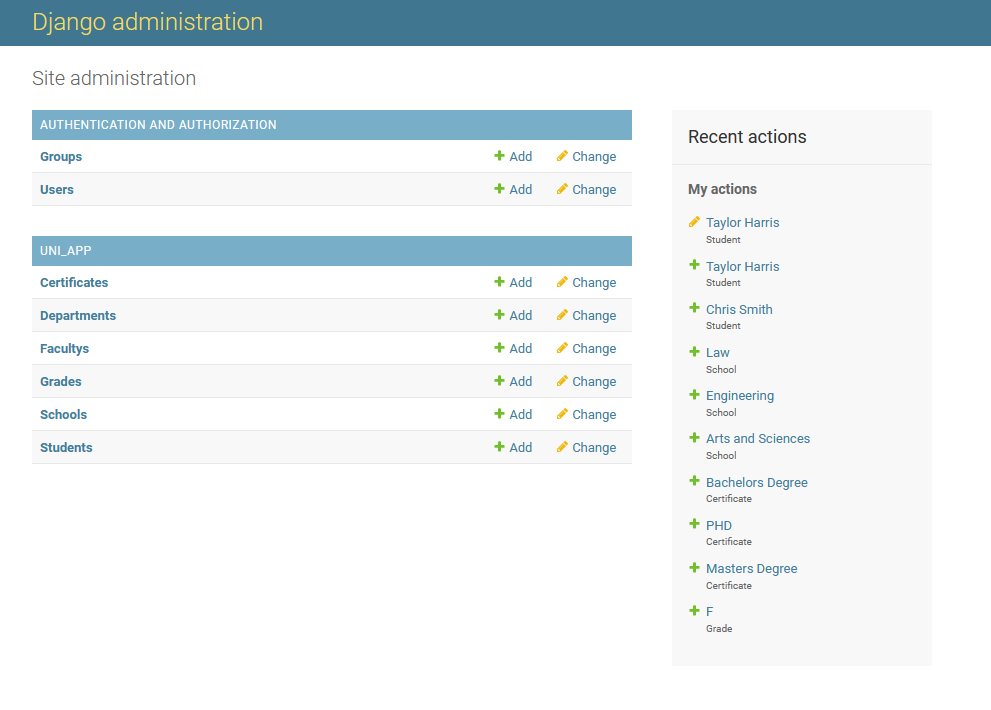 Django administration
Site administration
AUTHENTICATION AND AUTHORIZATION
Groups Add Change
Users Add Change
UNI_APP
Certificates Add Change
Departments Add Change
Facultys Add Change
Grades Add Change
Schools Add Change
Students Add Change
Recent actions
My actions
Taylor Harris
Student
Taylor Harris
Student
Chris Smith
Student
Law
School
Engineering
School
Arts and Sciences
School
Bachelors Degree
Certificate
PHD
Certificate
Masters Degree
Certificate
F
Grade